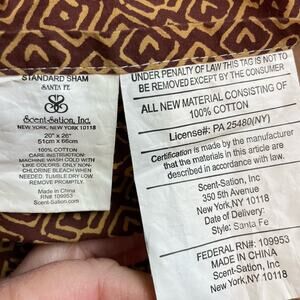 STANDARD SHAM
SANTA FE
Scent-Sation, Inc.
NEW YORK, NEW YORK 10118
20" x 26"
51cm x 66cm
100% COTTON
CARE INSTRUCTION:
MACHINE WASH COLD WITH
LIKE COLORS. ONLY NON-
CHLORINE BLEACH WHEN
NEEDED. TUMBLE DRY LOW.
REMOVE PROMPTLY.
Made in China
RN#: 109953
Scent-Sation.com
UNDER PENALTY OF LAW THIS TAG IS NOT TO
BE REMOVED EXCEPT BY THE CONSUMER
ALL NEW MATERIAL CONSISTING OF
100% COTTON
License#: PA 25480(NY)
Certification is made by the manufacturer
that the materials in this article are
described in accordance with law.
Scent-Sation, Inc
350 5th Avenue
New York, NY 10118
Date of Delivery:
Style: Santa Fe
FEDERAL RN#: 109953
MADE IN CHINA
Scent-Sation, Inc
New York, NY 10118